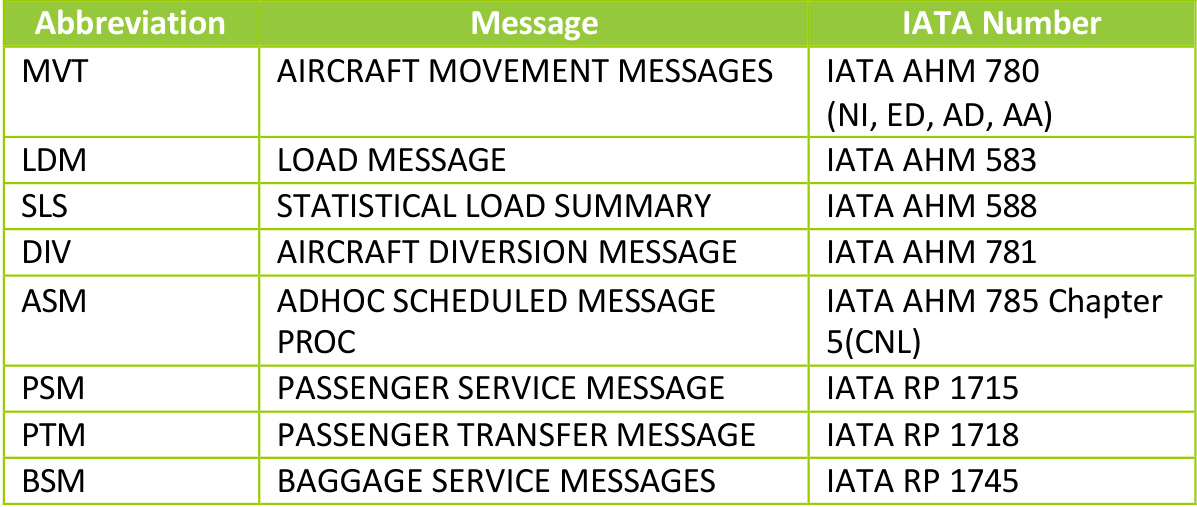 Abbreviation Message IATA Number
MVT AIRCRAFT MOVEMENT MESSAGES IATA AHM 780
(NI, ED, AD, AA)
LDM LOAD MESSAGE IATA AHM 583
SLS STATISTICAL LOAD SUMMARY IATA AHM 588
DIV AIRCRAFT DIVERSION MESSAGE IATA AHM 781
ASM ADHOC SCHEDULED MESSAGE IATA AHM 785 Chapter
PROC 5(CNL)
PSM PASSENGER SERVICE MESSAGE IATA RP 1715
PTM PASSENGER TRANSFER MESSAGE IATA RP 1718
BSM BAGGAGE SERVICE MESSAGES IATA RP 1745